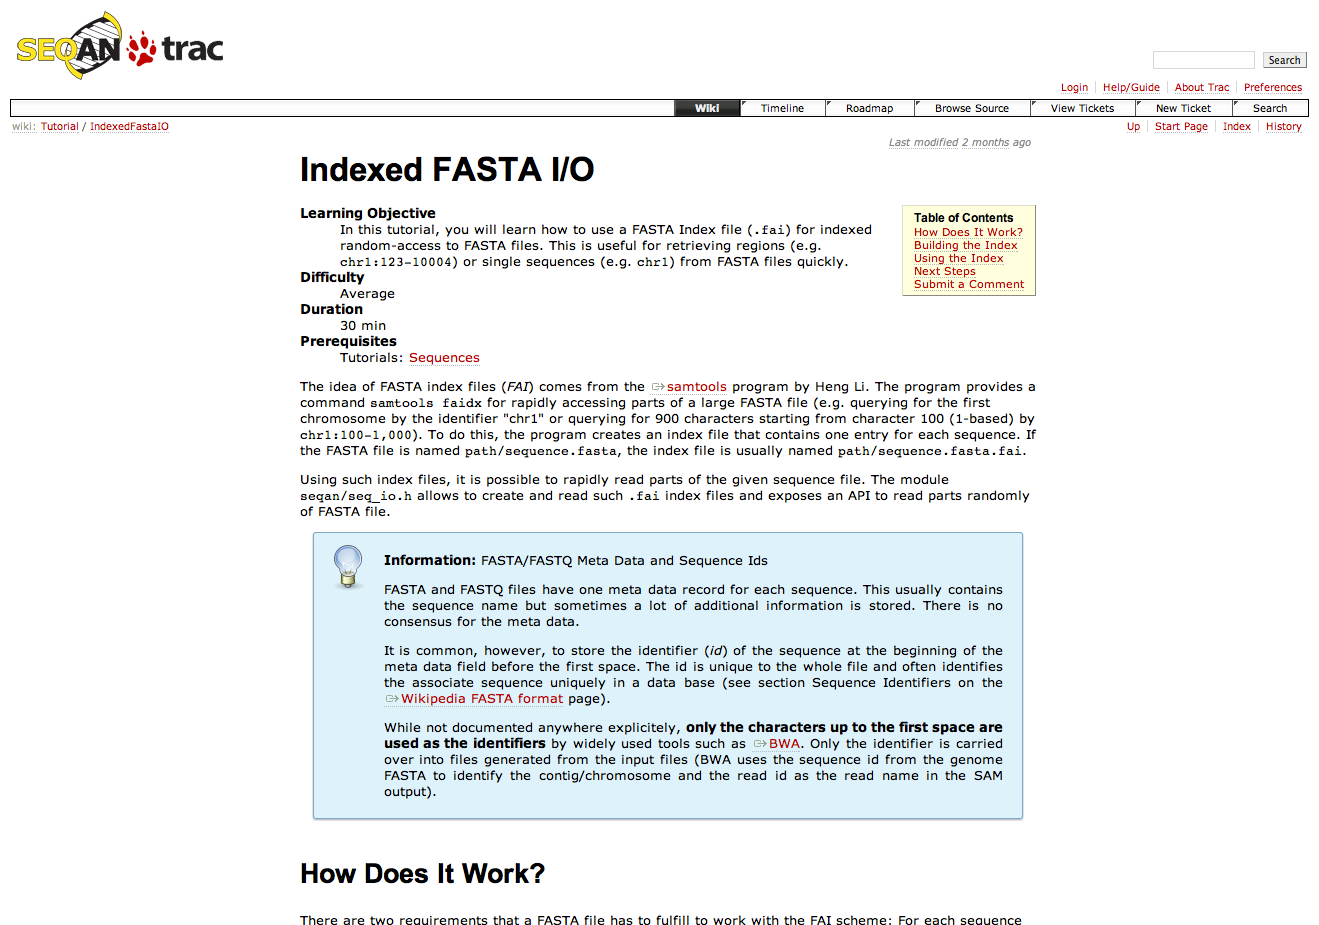 SEQAN trac
Search
Login Help/Guide About Trac Preferences
Wiki Timeline Roadmap Browse Source View Tickets New Ticket Search
wiki: Tutorial / IndexedFastaIO
Up Start Page Index History
Last modified 2 months ago
Indexed FASTA I/O
Learning Objective
In this tutorial, you will learn how to use a FASTA Index file (.fai) for indexed
random-access to FASTA files. This is useful for retrieving regions (e.g.
chr1:123-10004) or single sequences (e.g. chr1) from FASTA files quickly.
Difficulty
Average
Duration
30 min
Prerequisites
Tutorials: Sequences
Table of Contents
How Does It Work?
Building the Index
Using the Index
Next Steps
Submit a Comment
The idea of FASTA index files (FAI) comes from the samtools program by Heng Li. The program provides a
command samtools faidx for rapidly accessing parts of a large FASTA file (e.g. querying for the first
chromosome by the identifier "chr1" or querying for 900 characters starting from character 100 (1-based) by
chr1:100-1,000). To do this, the program creates an index file that contains one entry for each sequence. If
the FASTA file is named path/sequence.fasta, the index file is usually named path/sequence.fasta.fai.
Using such index files, it is possible to rapidly read parts of the given sequence file. The module
seqan/seq_io.h allows to create and read such .fai index files and exposes an API to read parts randomly
of FASTA file.
Information: FASTA/FASTQ Meta Data and Sequence Ids
FASTA and FASTQ files have one meta data record for each sequence. This usually contains
the sequence name but sometimes a lot of additional information is stored. There is no
consensus for the meta data.
It is common, however, to store the identifier (id) of the sequence at the beginning of the
meta data field before the first space. The id is unique to the whole file and often identifies
the associate sequence uniquely in a data base (see section Sequence Identifiers on the
Wikipedia FASTA format page).
While not documented anywhere explicitely, only the characters up to the first space are
used as the identifiers by widely used tools such as BWA. Only the identifier is carried
over into files generated from the input files (BWA uses the sequence id from the genome
FASTA to identify the contig/chromosome and the read id as the read name in the SAM
output).
How Does It Work?
There are two requirements that a FASTA file has to fulfill to work with the FAI scheme: For each sequence